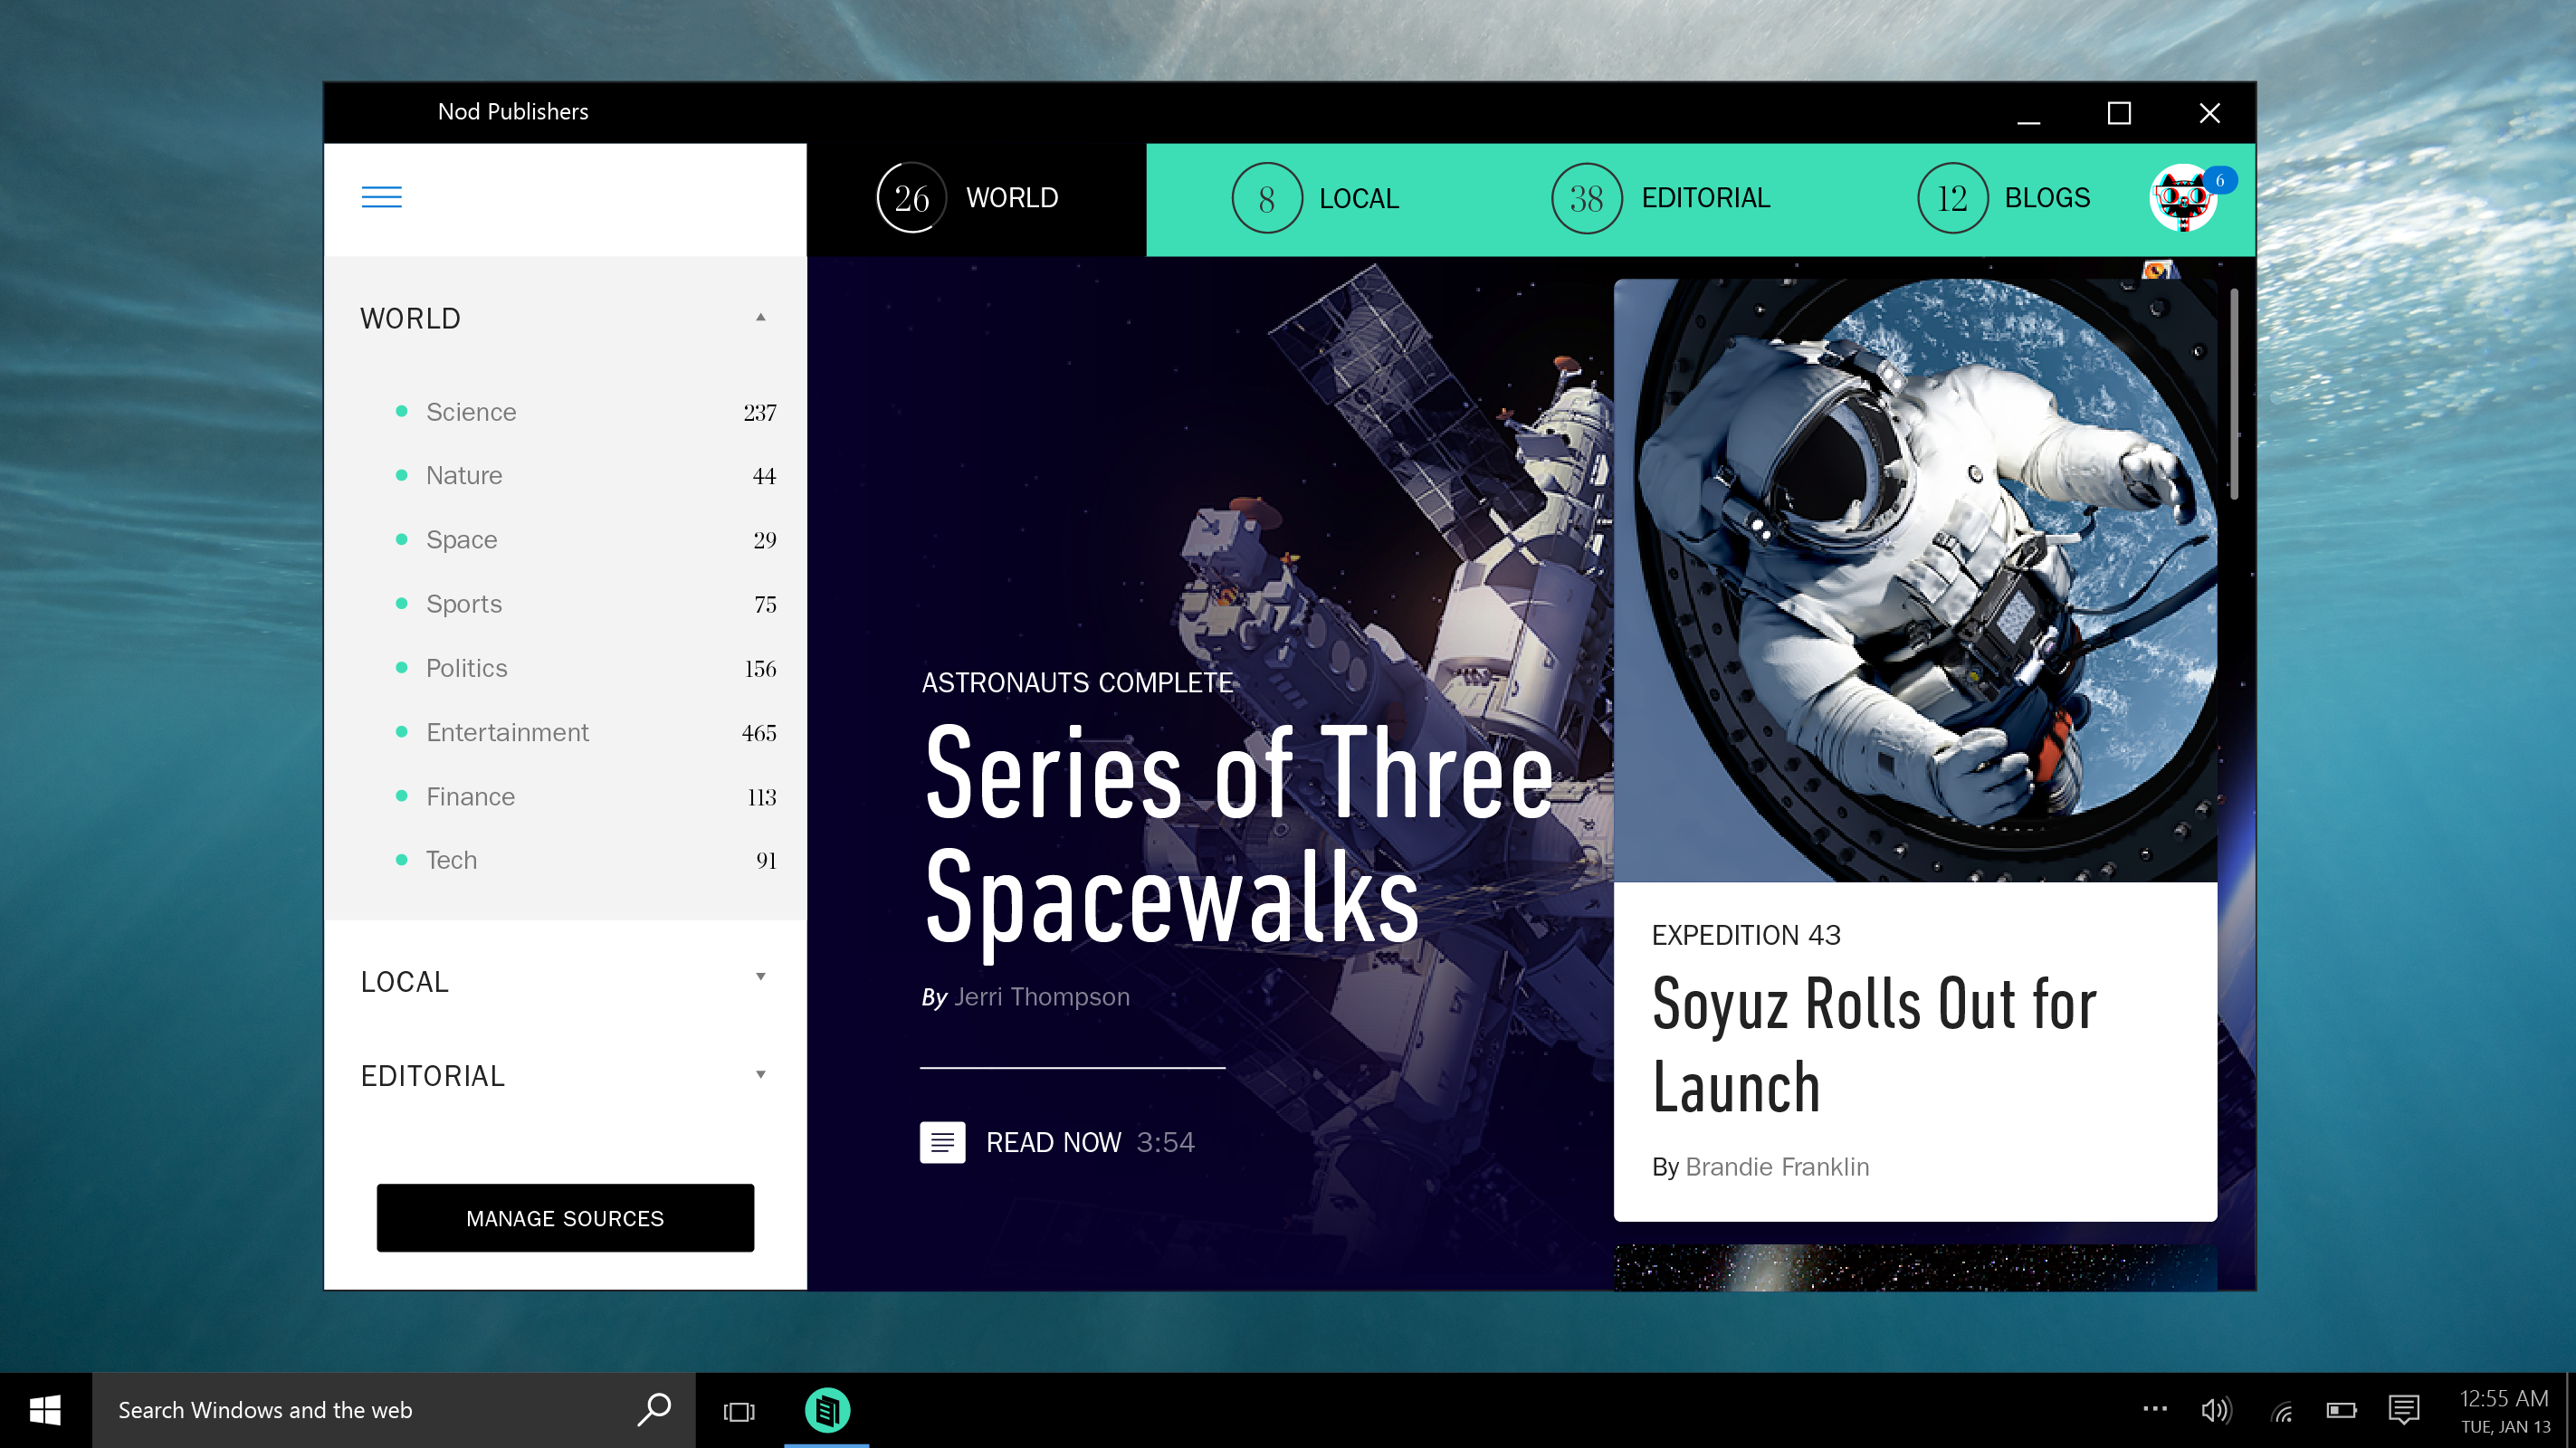 Nod Publishers
26 WORLD
8 LOCAL
38 EDITORIAL
12 BLOGS
6
WORLD
Science 237
Nature 44
Space 29
Sports 75
Politics 156
Entertainment 465
Finance 113
Tech 91
LOCAL
EDITORIAL
MANAGE SOURCES
ASTRONAUTS COMPLETE
Series of Three
Spacewalks
By Jerri Thompson
READ NOW 3:54
EXPEDITION 43
Soyuz Rolls Out for
Launch
By Brandie Franklin
Search Windows and the web
12:55 AM
TUE, JAN 13